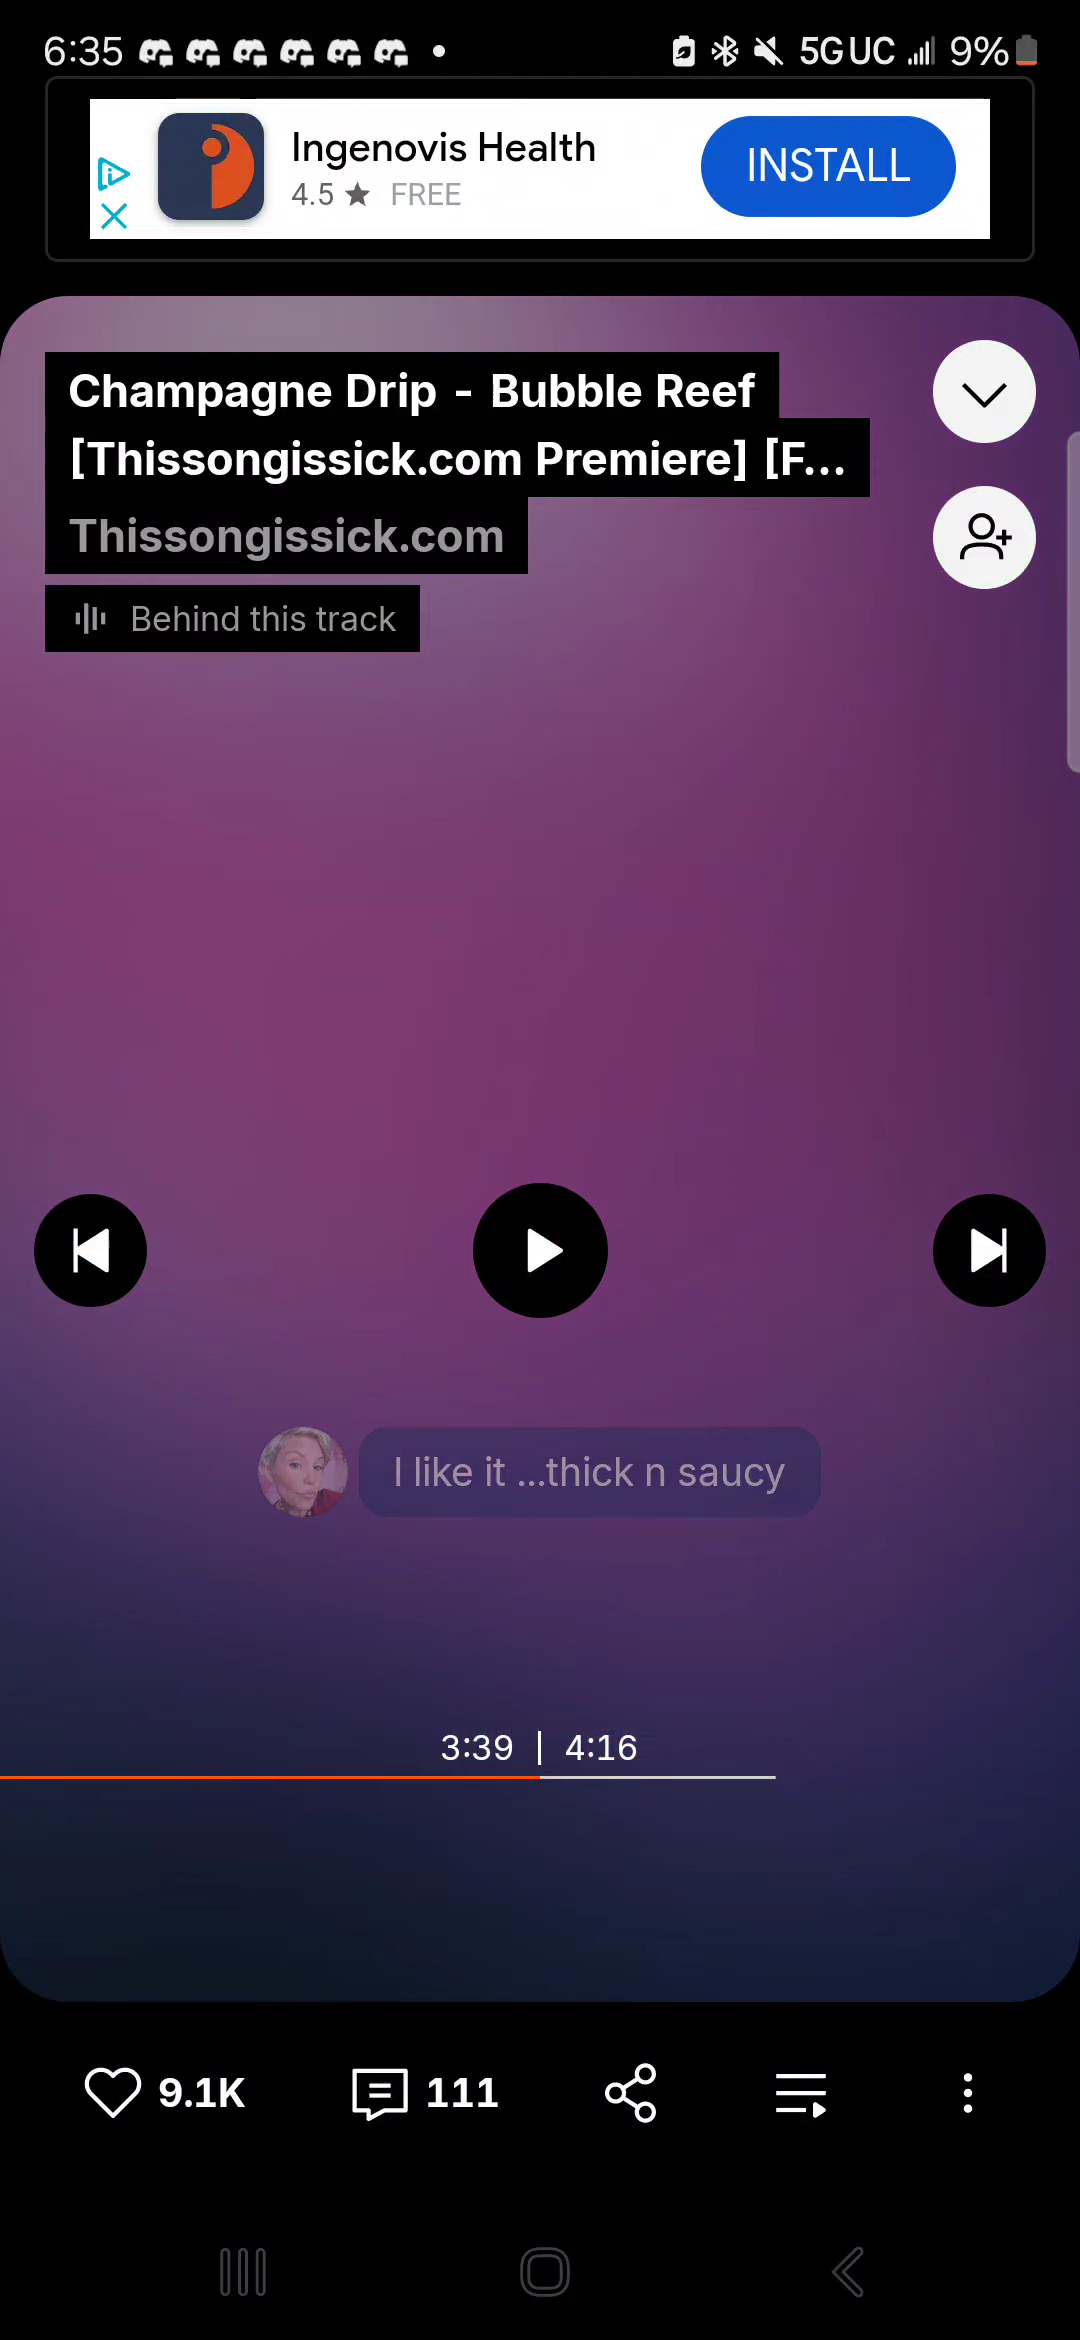 6:35 5G UC 9%
Ingenovis Health
4.5 ★ FREE
INSTALL
Champagne Drip - Bubble Reef
[Thissongissick.com Premiere] [F...
Thissongissick.com
Behind this track
I like it ...thick n saucy
3:39 | 4:16
9.1K 111